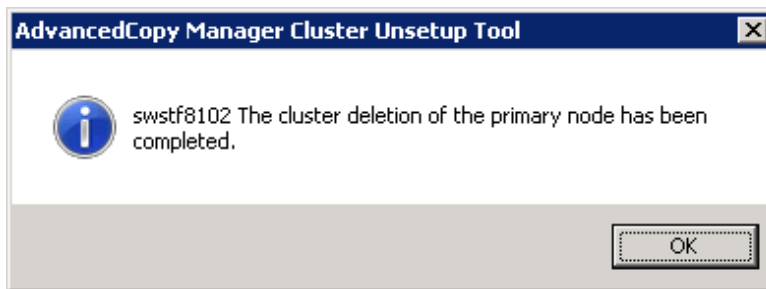 AdvancedCopy Manager Cluster Unsetup Tool
swstf8102 The cluster deletion of the primary node has been
completed.
OK